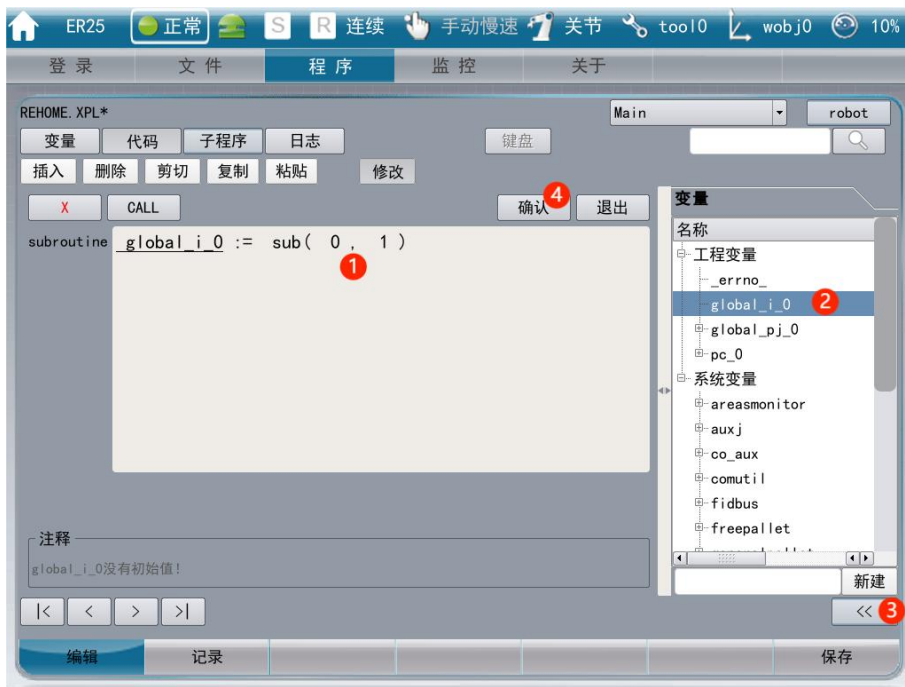 ER25 正常 S R 连续 手动慢速 关节 tool0 wobj0 10%
登录 文件 程序 监控 关于
REHOME.XPL* Main robot
变量 代码 子程序 日志 键盘
插入 删除 剪切 复制 粘贴 修改
X CALL 确认 4 退出
subroutine global_i_0 := sub( 0 , 1 )
1
变量
名称
工程变量
_errno_
global_i_0 2
global_pj_0
pc_0
系统变量
areasmonitor
auxj
co_aux
comutil
fidbus
freepallet
注释
global_i_0没有初始值!
新建
|< < > >| << 3
编辑 记录 保存